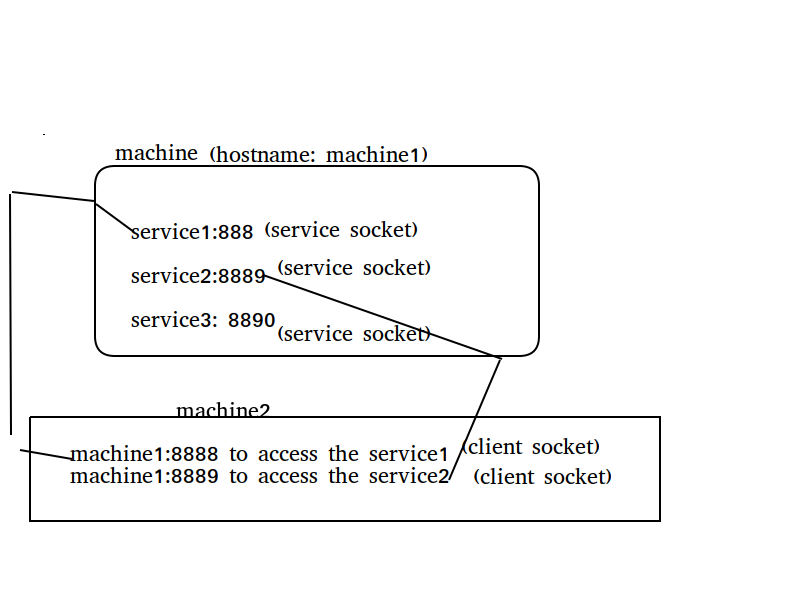 machine (hostname: machine1)
service1:888 (service socket)
service2:8889 (service socket)
service3: 8890 (service socket)
machine2
machine1:8888 to access the service1 (client socket)
machine1:8889 to access the service2 (client socket)